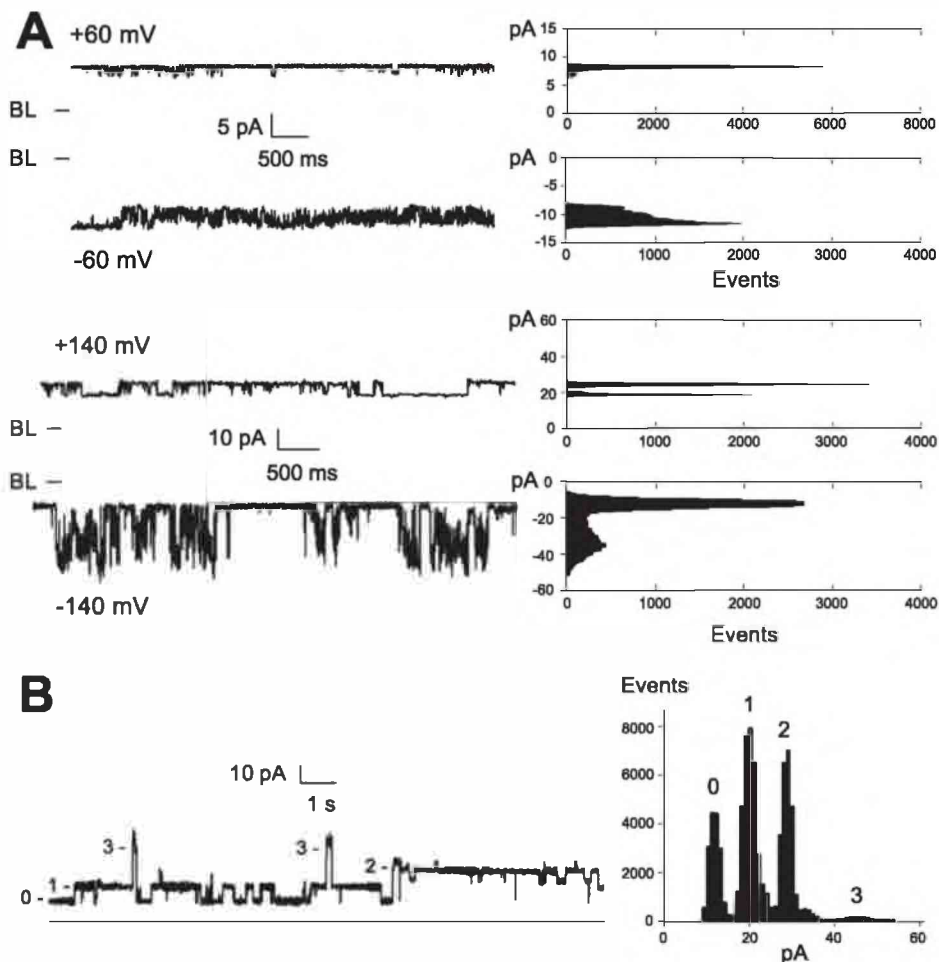 A
+60 mV
BL –
5 pA
500 ms
BL –
-60 mV
pA
15
10
5
0
0 2000 4000 6000 8000
pA
0
-5
-10
-15
0 1000 2000 3000 4000
Events
+140 mV
BL –
10 pA
500 ms
BL –
-140 mV
pA
60
40
20
0
0 1000 2000 3000 4000
pA
0
-20
-40
-60
0 1000 2000 3000 4000
Events
B
10 pA
1 s
3 -
3 -
2 -
1 -
0 -
Events
8000
6000
4000
2000
0
0
1
2
3
0 20 40 60
pA